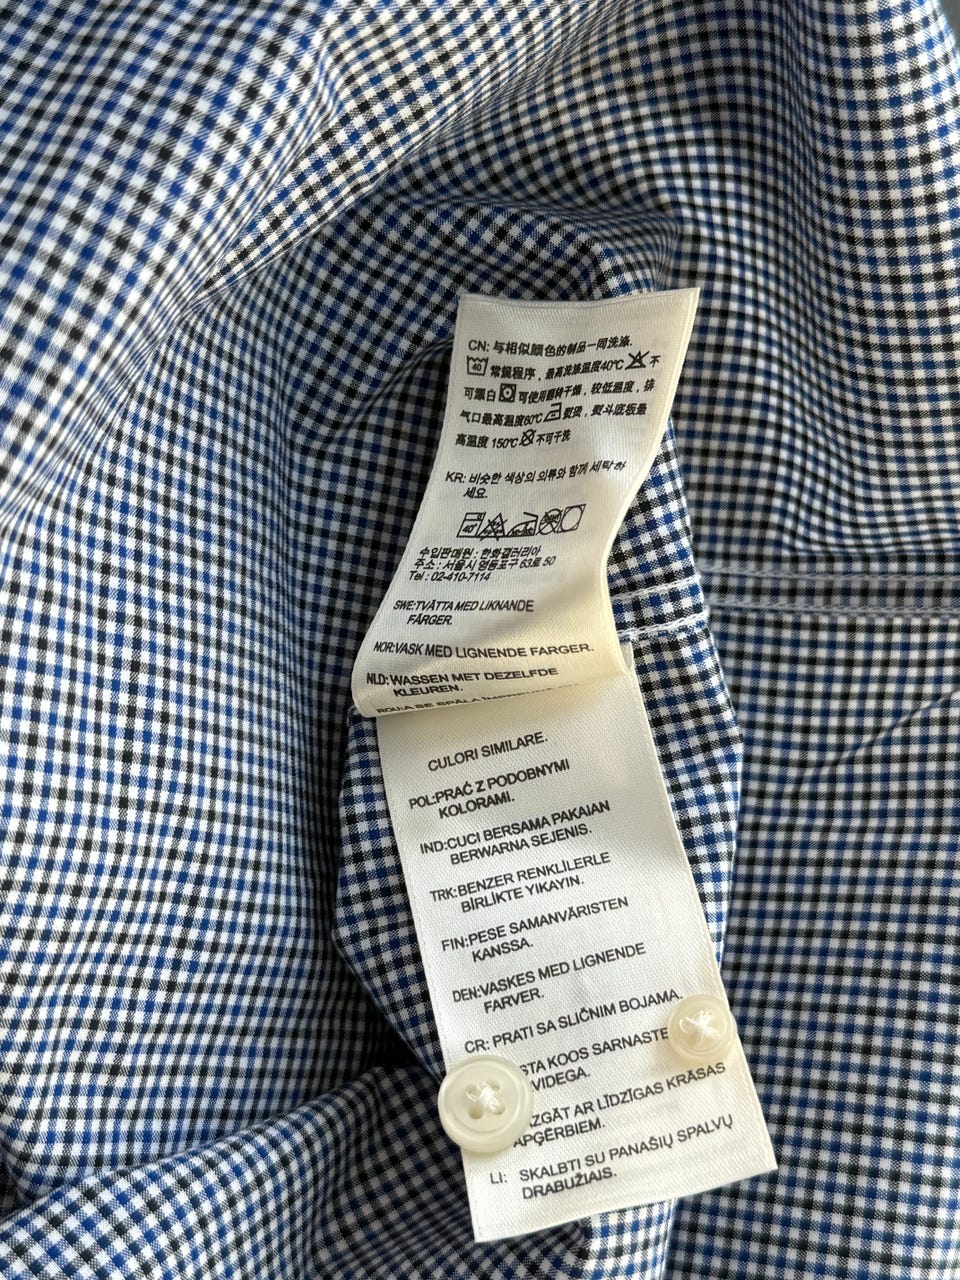 CN: 与相似颜色的制品一同洗涤.
40 常规程序，最高洗涤温度40℃ 不
可漂白 可使用翻转干燥，较低温度，排
气口最高温度60℃ 熨烫，熨斗底板最
高温度 150℃ 不可干洗
KR: 비슷한 색상의 의류와 함께 세탁하
세요.
수입판매원 : 한화갤러리아
주소 : 서울시 영등포구 63로 50
Tel : 02-410-7114
SWE:TVÄTTA MED LIKNANDE
FÄRGER.
NOR:VASK MED LIGNENDE FARGER.
NLD:WASSEN MET DEZELFDE
KLEUREN.
ROU:A SE SPĂLA
CULORI SIMILARE.
POL:PRAĆ Z PODOBNYMI
KOLORAMI.
IND:CUCI BERSAMA PAKAIAN
BERWARNA SEJENIS.
TRK:BENZER RENKLİLERLE
BİRLİKTE YIKAYIN.
FIN:PESE SAMANVÄRISTEN
KANSSA.
DEN:VASKES MED LIGNENDE
FARVER.
CR: PRATI SA SLIČNIM BOJAMA.
STA KOOS SARNASTE
VIDEGA.
AZGĀT AR LĪDZĪGAS KRĀSAS
APĢĒRBIEM.
LI: SKALBTI SU PANAŠIŲ SPALVŲ
DRABUŽIAIS.